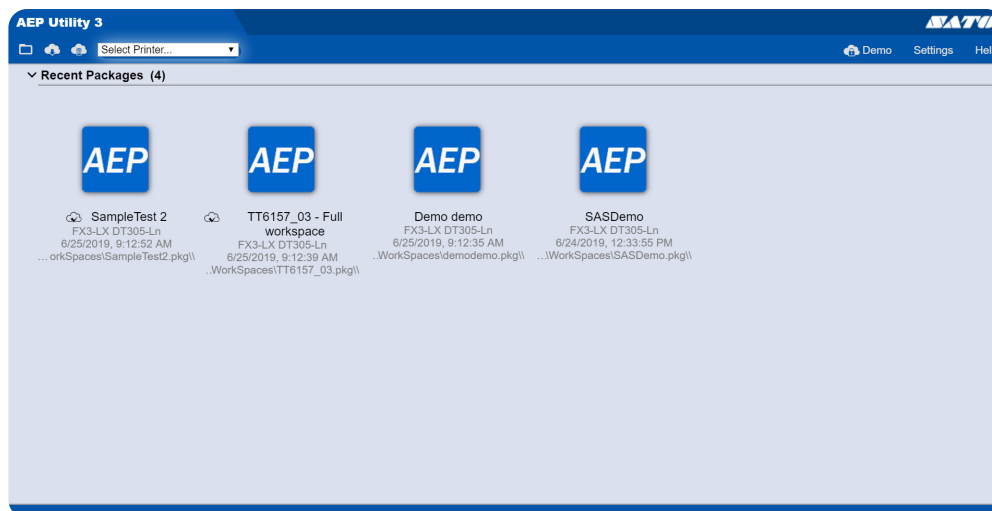 AEP Utility 3
SATO
Select Printer...
Demo Settings Hel
Recent Packages (4)
AEP AEP AEP AEP
SampleTest 2
FX3-LX DT305-Ln
6/25/2019, 9:12:52 AM
... orkSpaces\SampleTest2.pkg\\
TT6157_03 - Full
workspace
FX3-LX DT305-Ln
6/25/2019, 9:12:39 AM
..WorkSpaces\TT6157_03.pkg\\
Demo demo
FX3-LX DT305-Ln
6/25/2019, 9:12:35 AM
..WorkSpaces\demodemo.pkg\\
SASDemo
FX3-LX DT305-Ln
6/24/2019, 12:33:55 PM
...\WorkSpaces\SASDemo.pkg\\